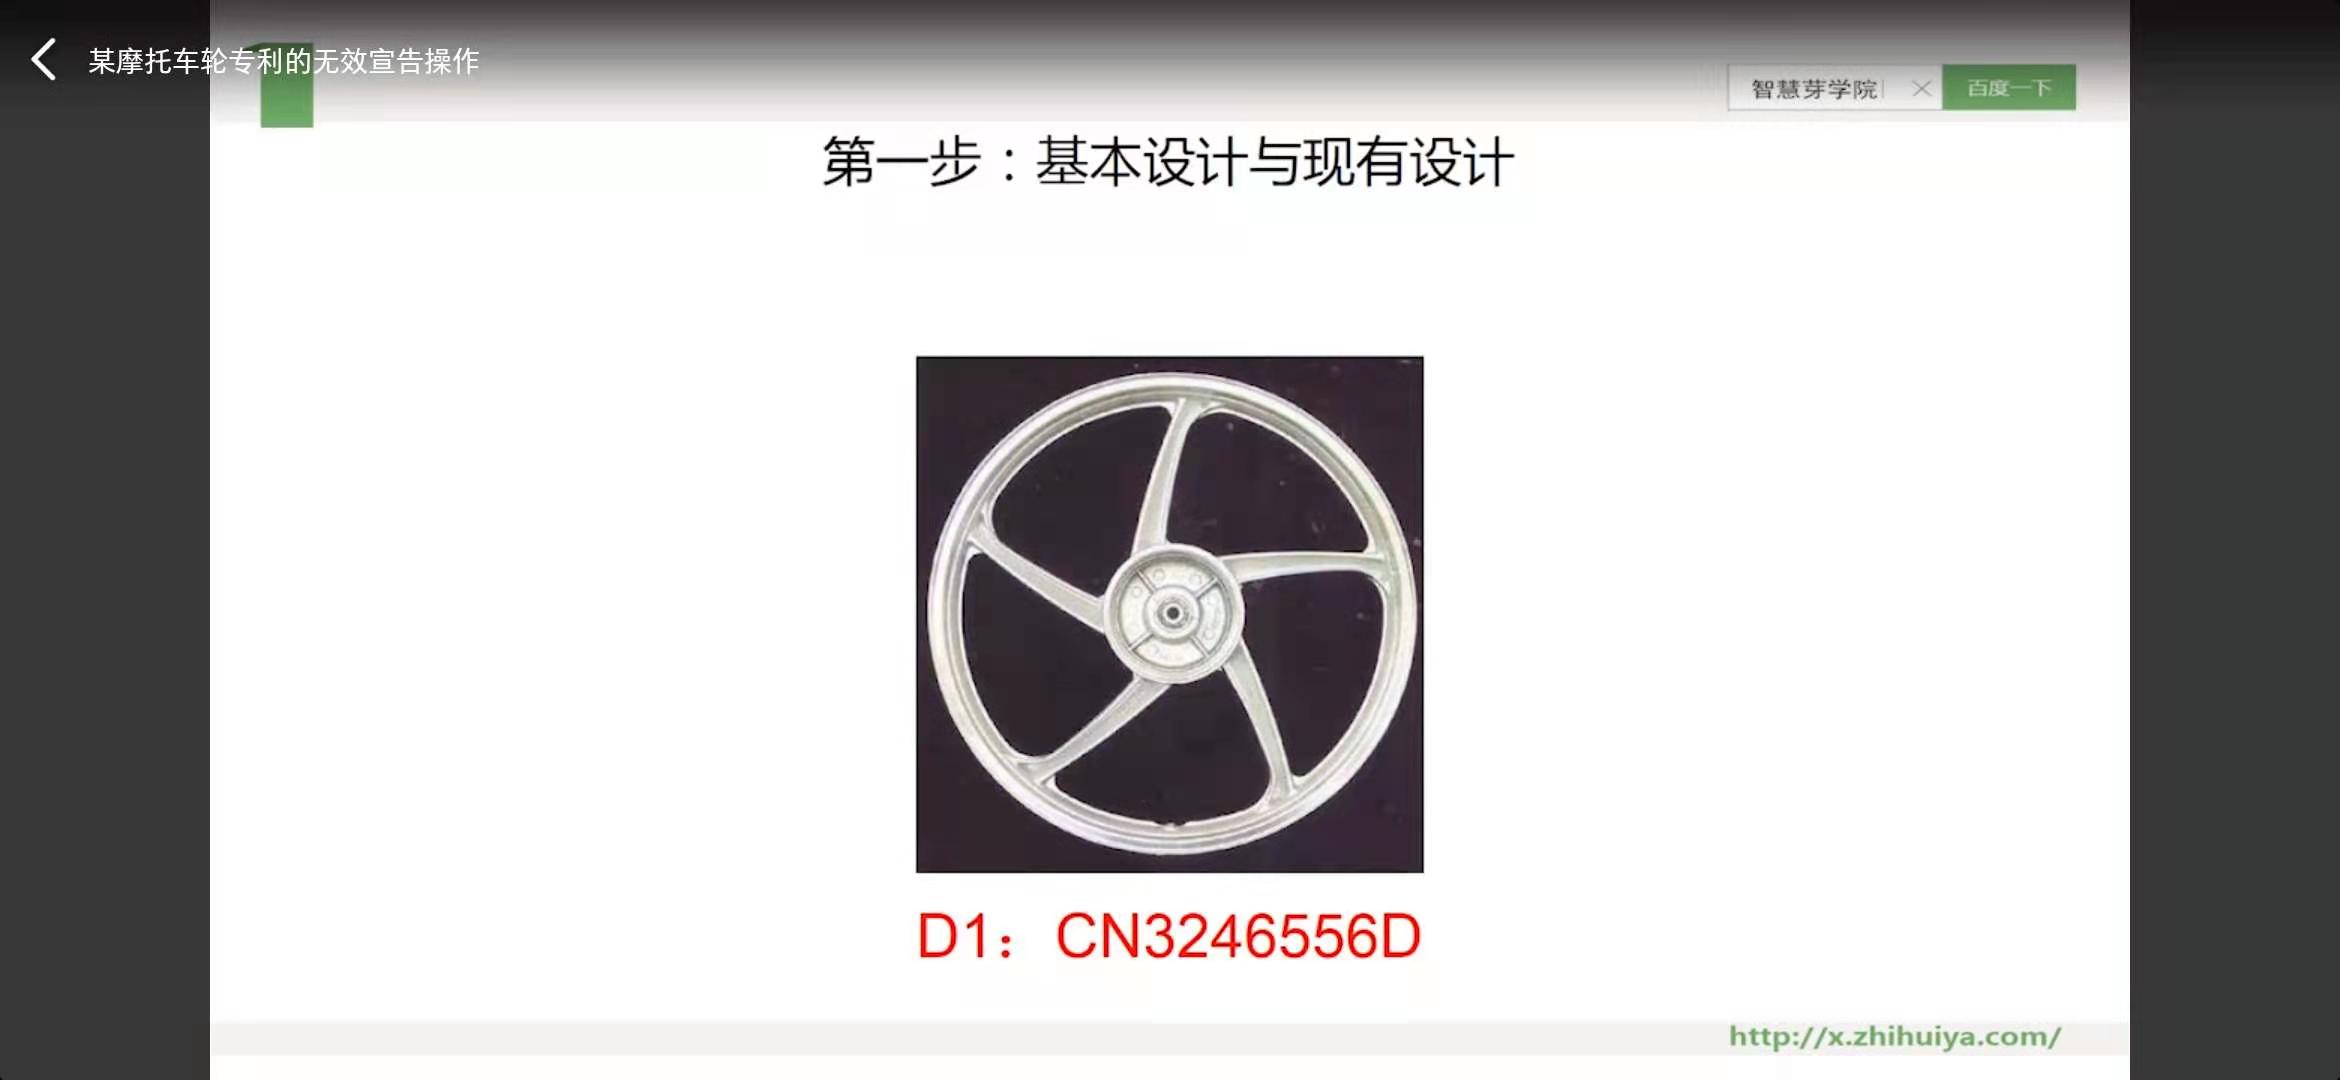 某摩托车轮专利的无效宣告操作
1
智慧芽学院
百度一下
第一步：基本设计与现有设计
D1：CN3246556D
http://x.zhihuiya.com/